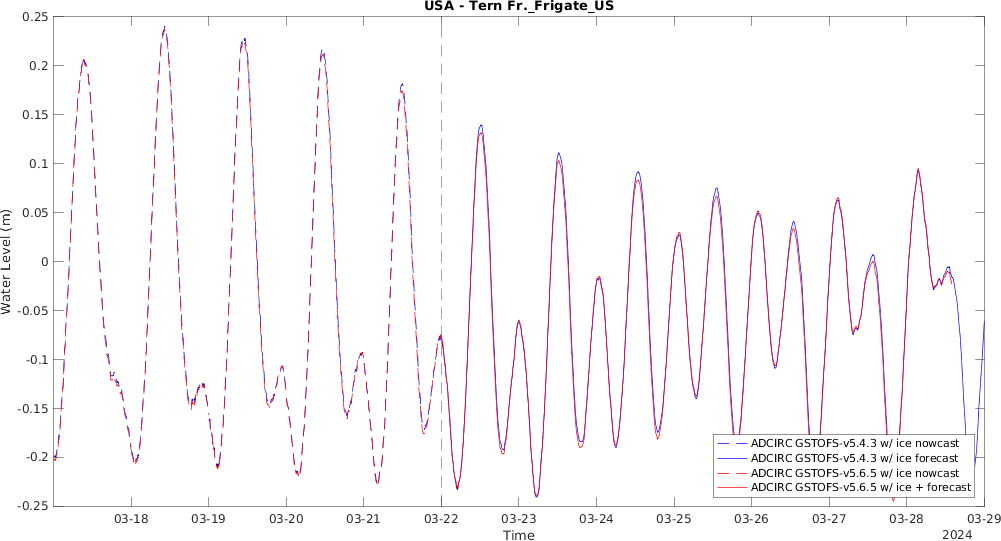 USA - Tern Fr._Frigate_US
Water Level (m)
0.25
0.2
0.15
0.1
0.05
0
-0.05
-0.1
-0.15
-0.2
-0.25
ADCIRC GSTOFS-v5.4.3 w/ ice nowcast
ADCIRC GSTOFS-v5.4.3 w/ ice forecast
ADCIRC GSTOFS-v5.6.5 w/ ice nowcast
ADCIRC GSTOFS-v5.6.5 w/ ice + forecast
03-18 03-19 03-20 03-21 03-22 03-23 03-24 03-25 03-26 03-27 03-28 03-29
Time
2024